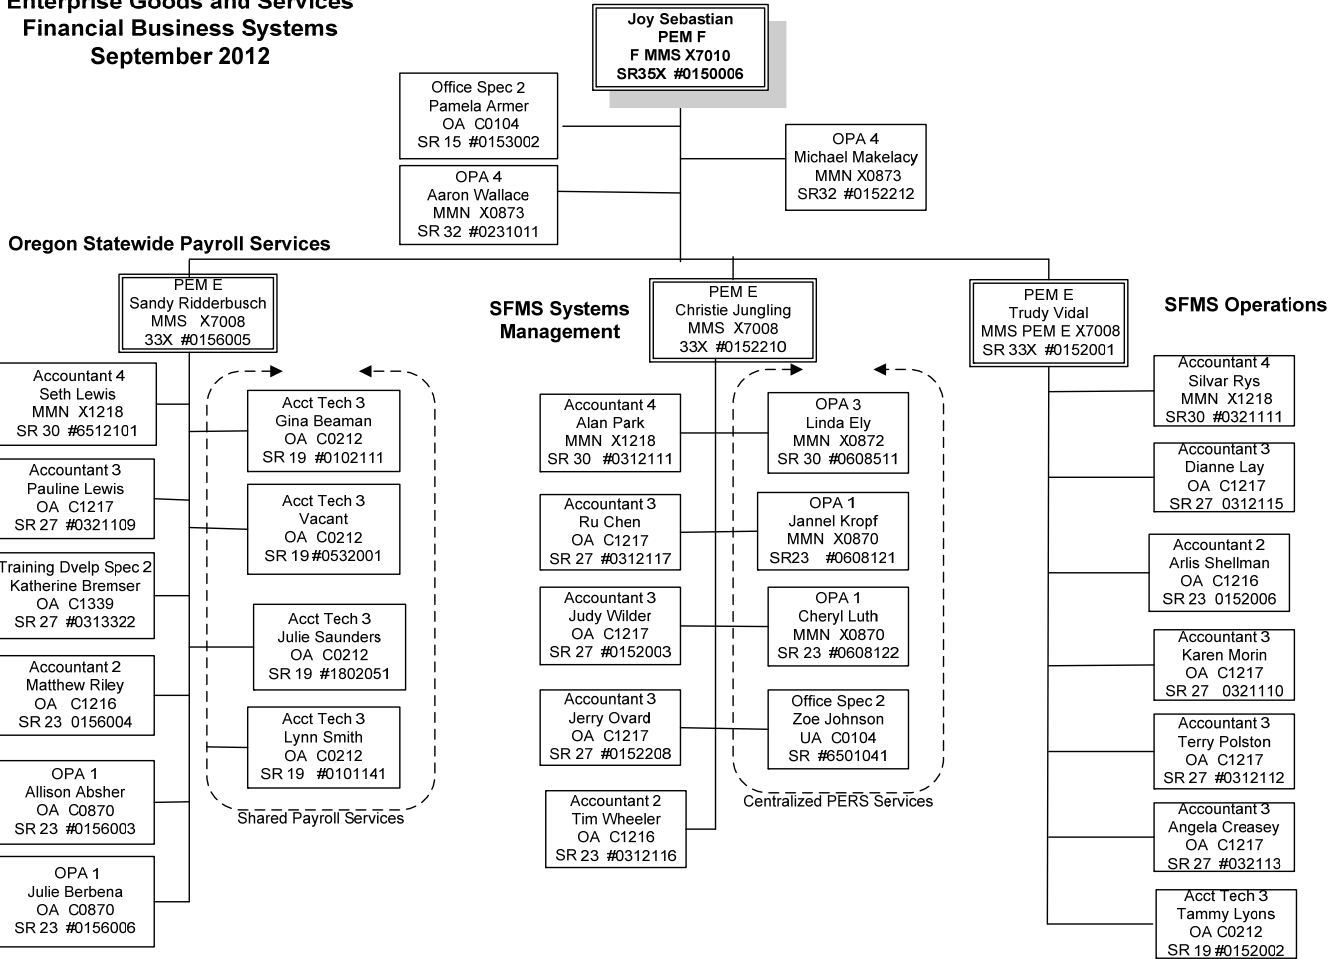 Enterprise Goods and Services
Financial Business Systems
September 2012
Joy Sebastian
PEM F
F MMS X7010
SR35X #0150006
Office Spec 2
Pamela Armer
OA C0104
SR 15 #0153002
OPA 4
Michael Makelacy
MMN X0873
SR32 #0152212
OPA 4
Aaron Wallace
MMN X0873
SR 32 #0231011
Oregon Statewide Payroll Services
PEM E
Sandy Ridderbusch
MMS X7008
33X #0156005
SFMS Systems
Management
PEM E
Christie Jungling
MMS X7008
33X #0152210
PEM E
Trudy Vidal
MMS PEM E X7008
SR 33X #0152001
SFMS Operations
Accountant 4
Seth Lewis
MMN X1218
SR 30 #6512101
Accountant 3
Pauline Lewis
OA C1217
SR 27 #0321109
Training Dvelp Spec 2
Katherine Bremser
OA C1339
SR 27 #0313322
Accountant 2
Matthew Riley
OA C1216
SR 23 0156004
OPA 1
Allison Absher
OA C0870
SR 23 #0156003
OPA 1
Julie Berbena
OA C0870
SR 23 #0156006
Acct Tech 3
Gina Beaman
OA C0212
SR 19 #0102111
Acct Tech 3
Vacant
OA C0212
SR 19 #0532001
Acct Tech 3
Julie Saunders
OA C0212
SR 19 #1802051
Acct Tech 3
Lynn Smith
OA C0212
SR 19 #0101141
Shared Payroll Services
Accountant 4
Alan Park
MMN X1218
SR 30 #0312111
Accountant 3
Ru Chen
OA C1217
SR 27 #0312117
Accountant 3
Judy Wilder
OA C1217
SR 27 #0152003
Accountant 3
Jerry Ovard
OA C1217
SR 27 #0152208
Accountant 2
Tim Wheeler
OA C1216
SR 23 #0312116
OPA 3
Linda Ely
MMN X0872
SR 30 #0608511
OPA 1
Jannel Kropf
MMN X0870
SR23 #0608121
OPA 1
Cheryl Luth
MMN X0870
SR 23 #0608122
Office Spec 2
Zoe Johnson
UA C0104
SR #6501041
Centralized PERS Services
Accountant 4
Silvar Rys
MMN X1218
SR30 #0321111
Accountant 3
Dianne Lay
OA C1217
SR 27 0312115
Accountant 2
Arlis Shellman
OA C1216
SR 23 0152006
Accountant 3
Karen Morin
OA C1217
SR 27 0321110
Accountant 3
Terry Polston
OA C1217
SR 27 #0312112
Accountant 3
Angela Creasey
OA C1217
SR 27 #032113
Acct Tech 3
Tammy Lyons
OA C0212
SR 19 #0152002